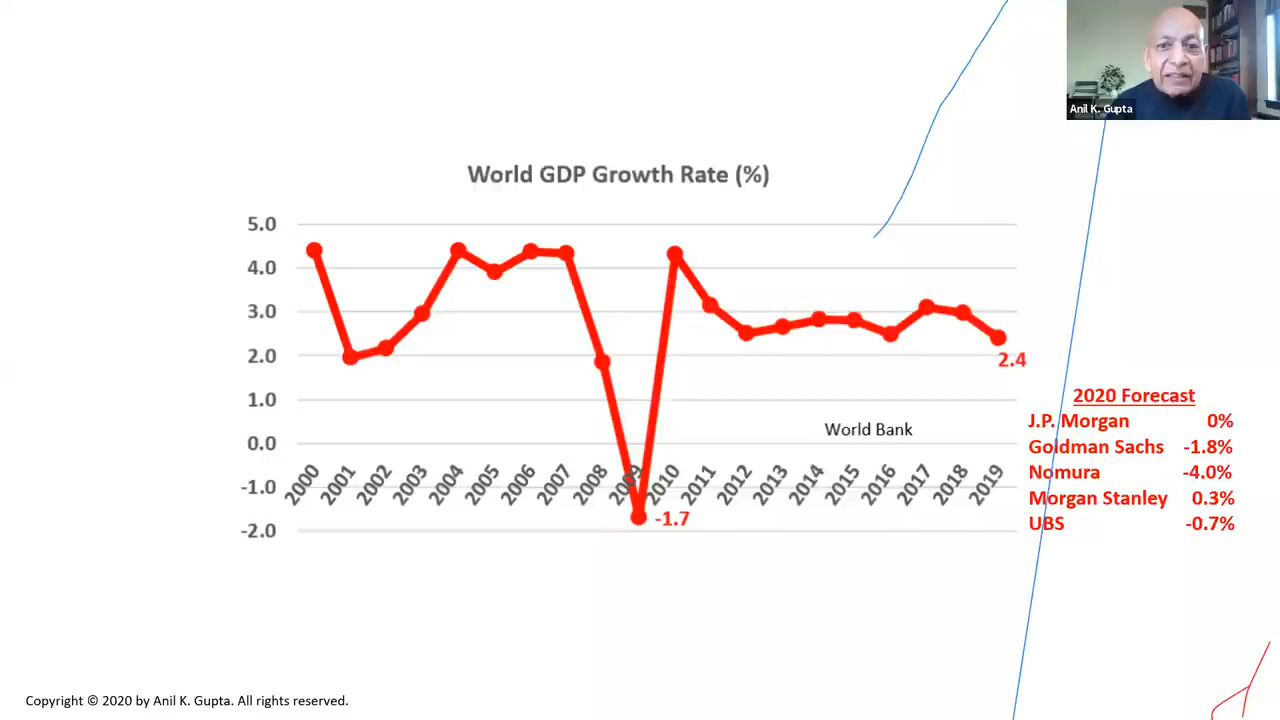 Anil K. Gupta
World GDP Growth Rate (%)
5.0
4.0
3.0
2.0
1.0
0.0
-1.0
-2.0
2000 2001 2002 2003 2004 2005 2006 2007 2008 2009 2010 2011 2012 2013 2014 2015 2016 2017 2018 2019
-1.7
2.4
World Bank
2020 Forecast
J.P. Morgan 0%
Goldman Sachs -1.8%
Nomura -4.0%
Morgan Stanley 0.3%
UBS -0.7%
Copyright © 2020 by Anil K. Gupta. All rights reserved.